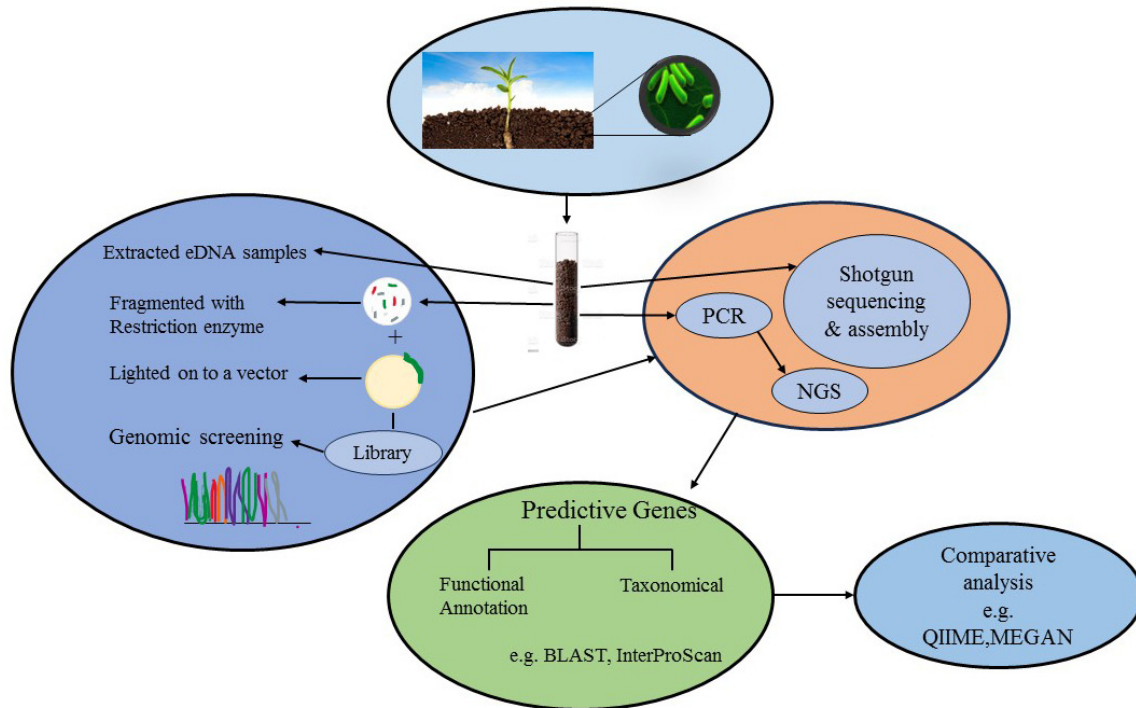 Extracted eDNA samples
Fragmented with
Restriction enzyme
+
Lighted on to a vector
Genomic screening
Library
Shotgun
sequencing
& assembly
PCR
NGS
Predictive Genes
Functional
Annotation
Taxonomical
e.g. BLAST, InterProScan
Comparative
analysis
e.g.
QIIME,MEGAN